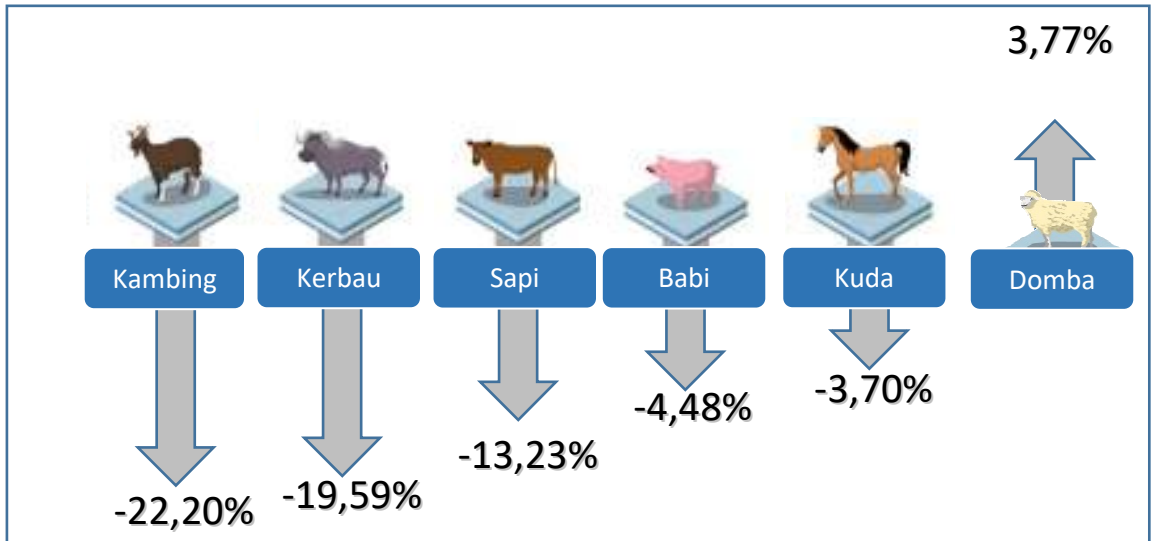 3,77%
Kambing
Kerbau
Sapi
Babi
Kuda
Domba
-22,20%
-19,59%
-13,23%
-4,48%
-3,70%